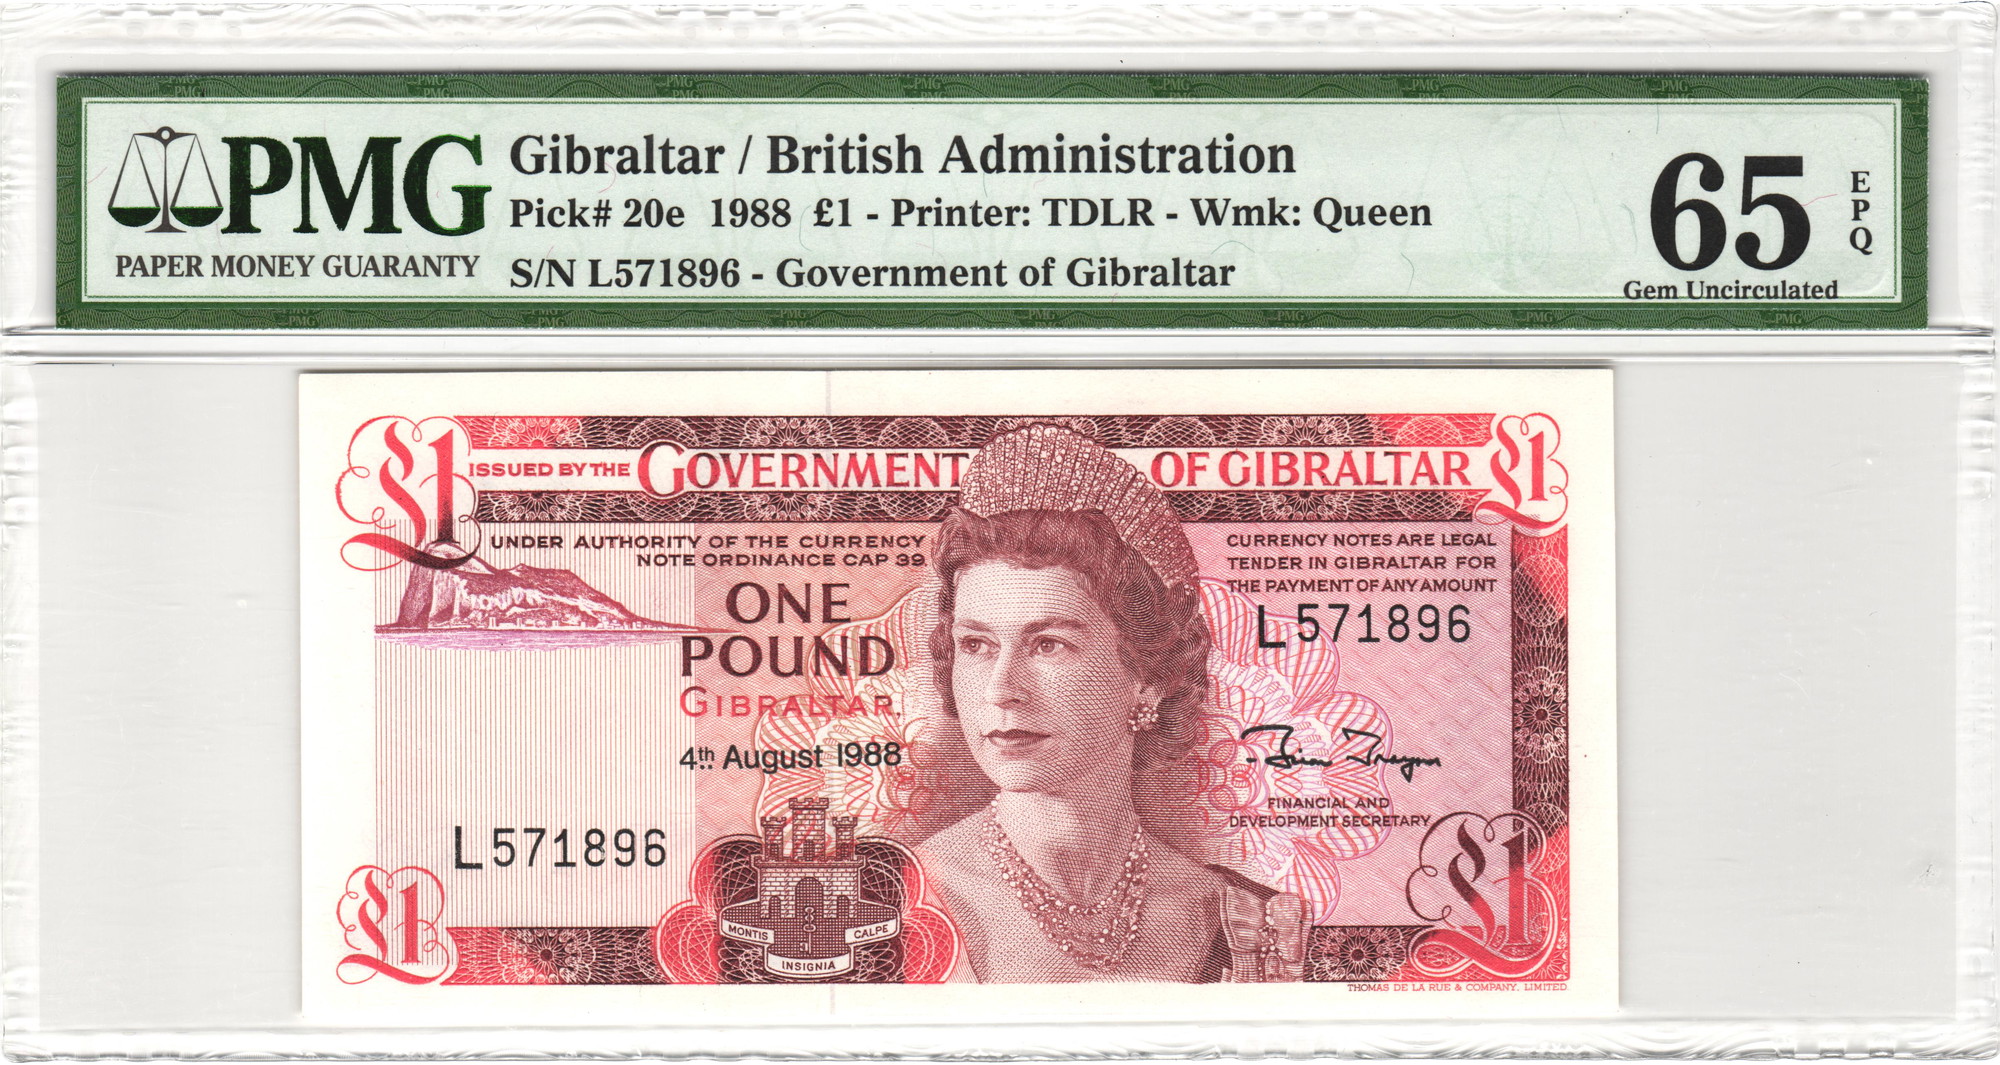 PMG
PAPER MONEY GUARANTY
Gibraltar / British Administration
Pick# 20e 1988 £1 - Printer: TDLR - Wmk: Queen
S/N L571896 - Government of Gibraltar
65
EPQ
Gem Uncirculated
£1
ISSUED BY THE GOVERNMENT OF GIBRALTAR
£1
UNDER AUTHORITY OF THE CURRENCY
NOTE ORDINANCE CAP 39.
CURRENCY NOTES ARE LEGAL
TENDER IN GIBRALTAR FOR
THE PAYMENT OF ANY AMOUNT
ONE
POUND
GIBRALTAR.
L571896
4th August 1988
FINANCIAL AND
DEVELOPMENT SECRETARY
L571896
£1
MONTIS
CALPE
INSIGNIA
£1
THOMAS DE LA RUE & COMPANY, LIMITED.